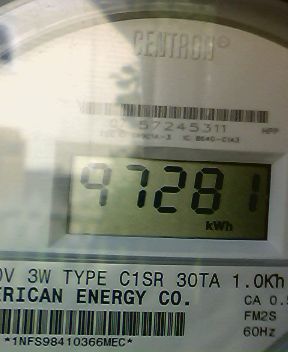 CENTRON®
57245311 HPP
97281
kWh
0V 3W TYPE C1SR 30TA 1.0Kh
ERICAN ENERGY CO. CA 0.5
FM2S
60Hz
*1NFS98410366MEC*